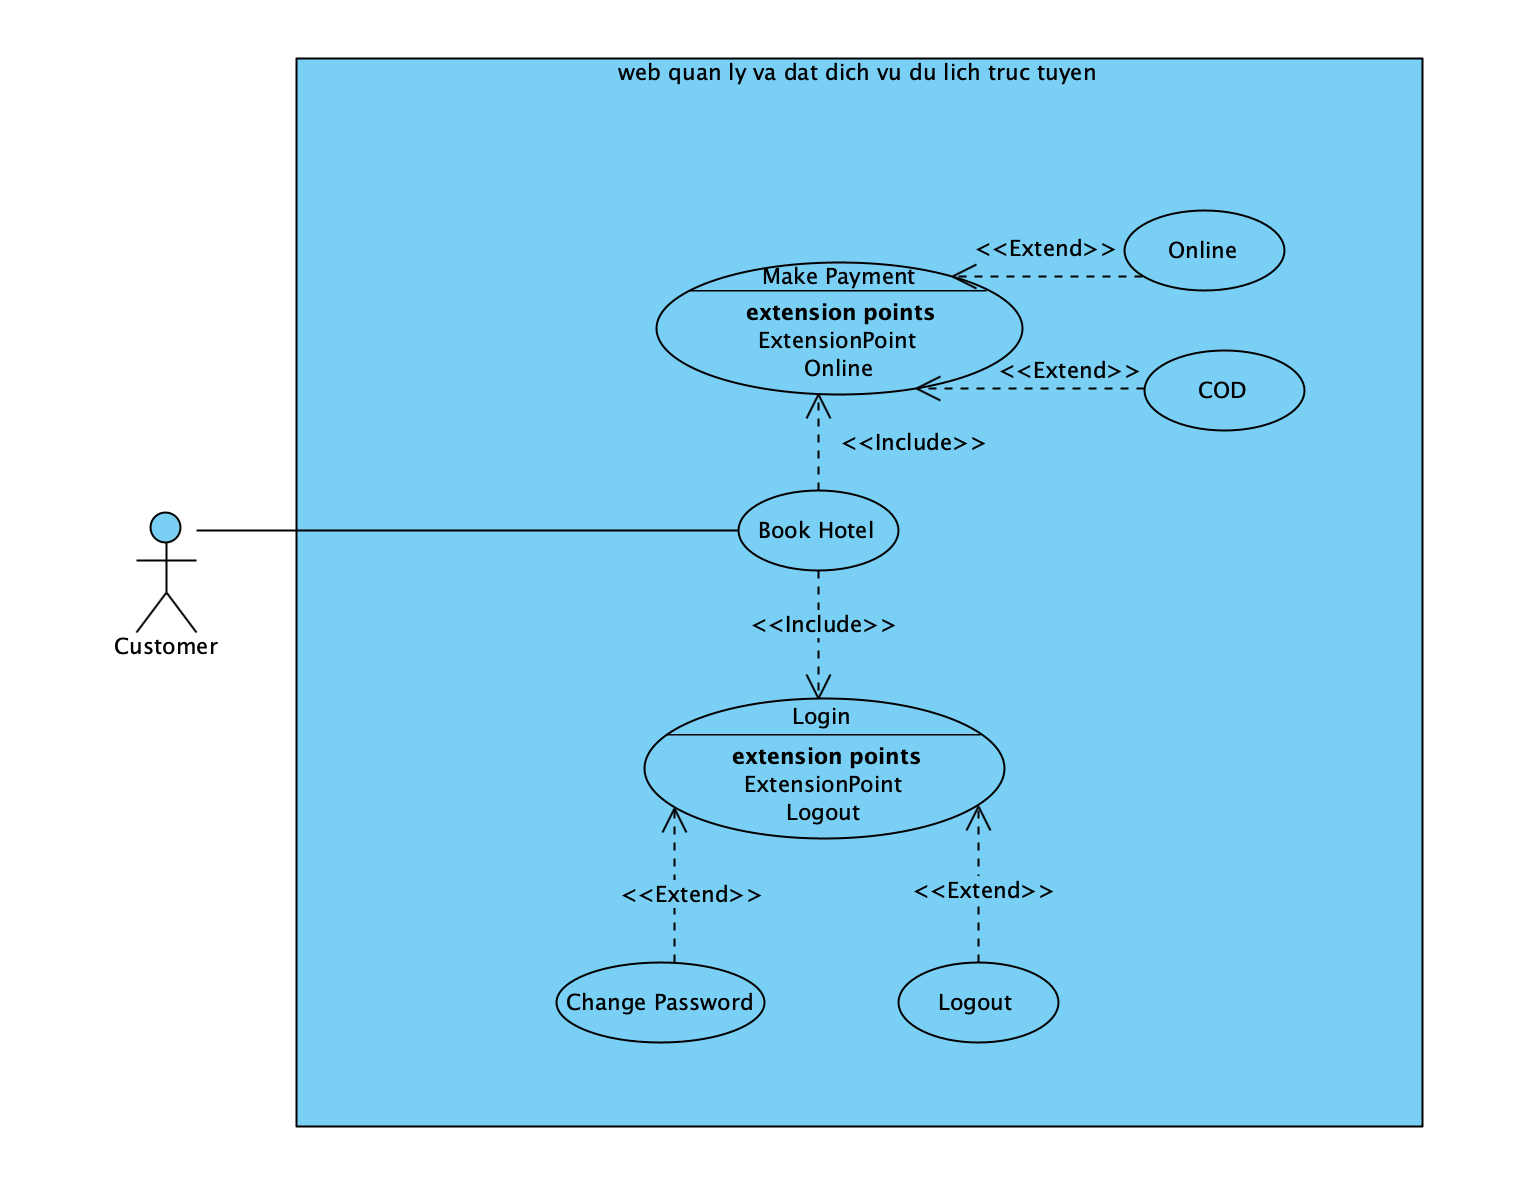 web quan ly va dat dich vu du lich truc tuyen
<<Extend>>
Online
Make Payment
extension points
ExtensionPoint
Online
<<Extend>>
COD
<<Include>>
Book Hotel
Customer
<<Include>>
Login
extension points
ExtensionPoint
Logout
<<Extend>>
<<Extend>>
Change Password
Logout